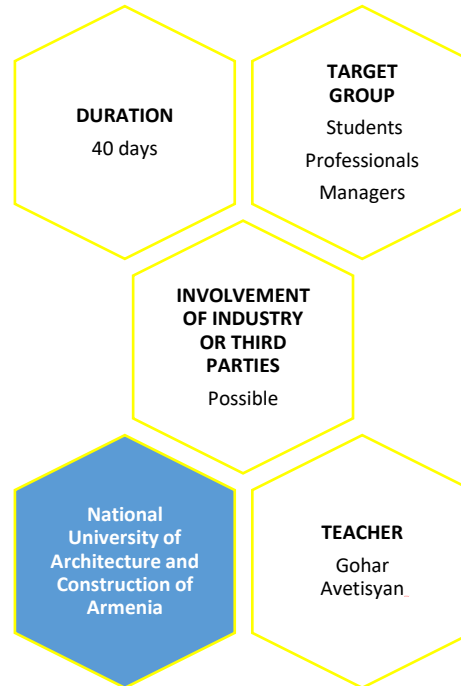 DURATION
40 days
TARGET
GROUP
Students
Professionals
Managers
INVOLVEMENT
OF INDUSTRY
OR THIRD
PARTIES
Possible
National
University of
Architecture and
Construction of
Armenia
TEACHER
Gohar
Avetisyan